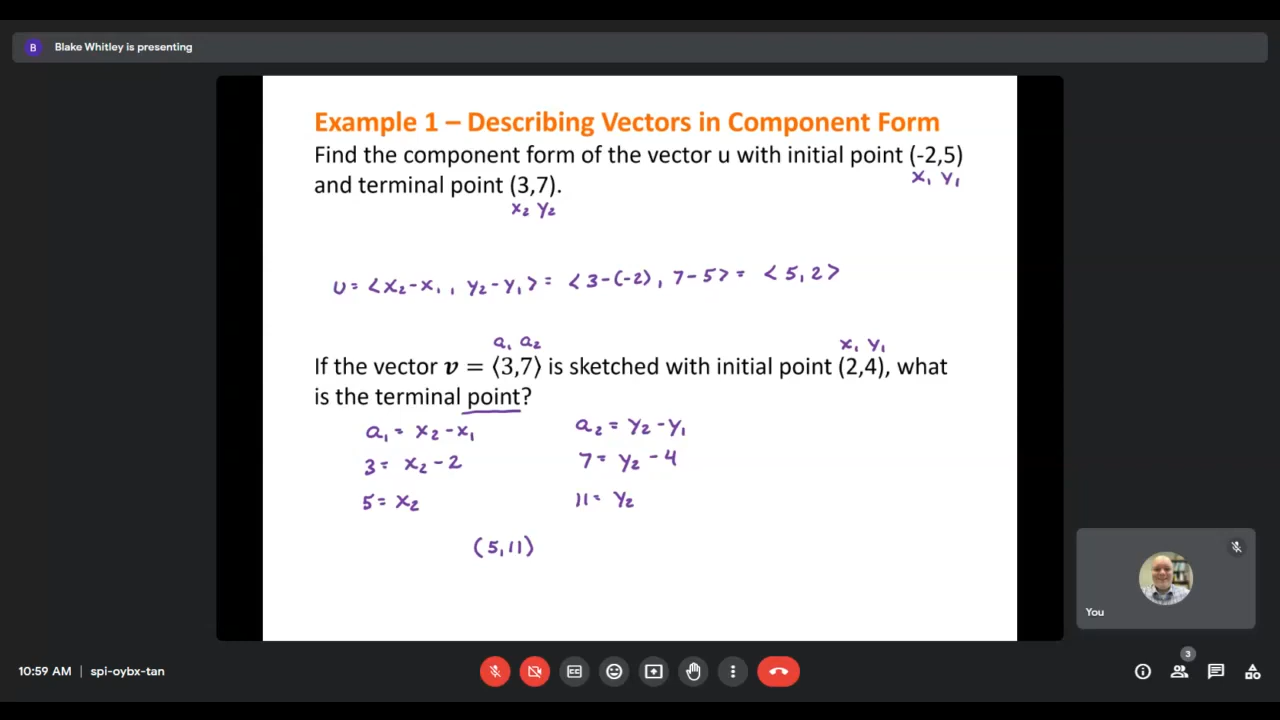 B Blake Whitley is presenting
Example 1 – Describing Vectors in Component Form
Find the component form of the vector u with initial point (-2,5)
x₁ y₁
and terminal point (3,7).
x₂ y₂
u = ⟨x₂-x₁, y₂-y₁⟩ = ⟨3-(-2), 7-5⟩ = ⟨5,2⟩
a₁ a₂ x₁ y₁
If the vector v = ⟨3,7⟩ is sketched with initial point (2,4), what
is the terminal point?
a₁ = x₂-x₁ a₂ = y₂-y₁
3 = x₂-2 7 = y₂-4
5 = x₂ 11 = y₂
(5,11)
You
3
10:59 AM | spi-oybx-tan